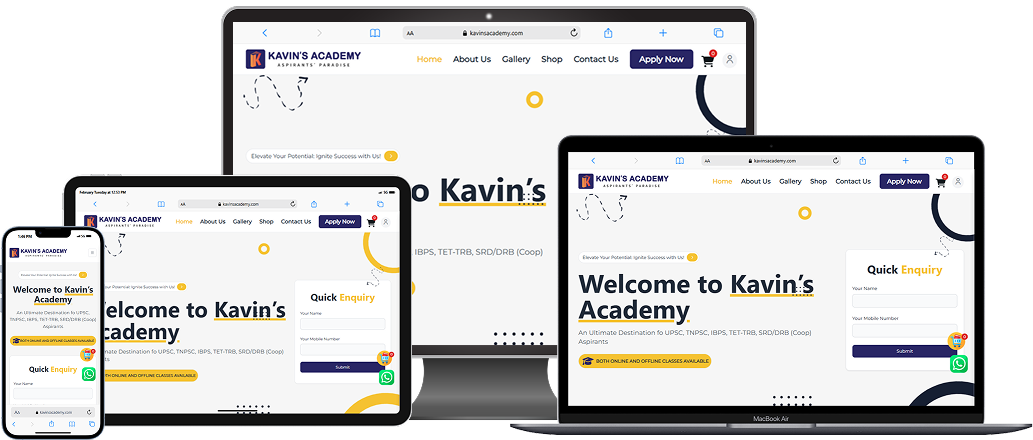 AA kavinsacademy.com
KAVIN'S ACADEMY
ASPIRANTS' PARADISE
Home About Us Gallery Shop Contact Us Apply Now 0
Elevate Your Potential: Ignite Success with Us!
o Kavin's
IBPS, TET-TRB, SRD/DRB (Coop)
AA kavinsacademy.com
KAVIN'S ACADEMY
ASPIRANTS' PARADISE
Home About Us Gallery Shop Contact Us Apply Now 0
Elevate Your Potential: Ignite Success with Us!
Welcome to Kavin's
Academy
An Ultimate Destination fo UPSC, TNPSC, IBPS, TET-TRB, SRD/DRB (Coop)
Aspirants
BOTH ONLINE AND OFFLINE CLASSES AVAILABLE
Quick Enquiry
Your Name
Your Mobile Number
Submit
MacBook Air
February Tuesday at 12:53 PM 5G
AA kavinsacademy.com
KAVIN'S ACADEMY
ASPIRANTS' PARADISE
Home About Us Gallery Shop Contact Us Apply Now
Ignite Success with Us!
lcome to Kavin's
cademy
timate Destination fo UPSC, TNPSC, IBPS, TET-TRB, SRD/DRB (Coop)
nts
TH ONLINE AND OFFLINE CLASSES AVAILABLE
Quick Enquiry
Your Name
Your Mobile Number
Submit
1:46 PM 5G
KAVIN'S ACADEMY
ASPIRANTS' PARADISE
Elevate Your Potential: Ignite Success with Us!
Welcome to Kavin's
Academy
An Ultimate Destination fo UPSC,
TNPSC, IBPS, TET-TRB, SRD/DRB (Coop)
Aspirants
BOTH ONLINE AND OFFLINE CLASSES AVAILABLE
Quick Enquiry
Your Name
AA kavinsacademy.com